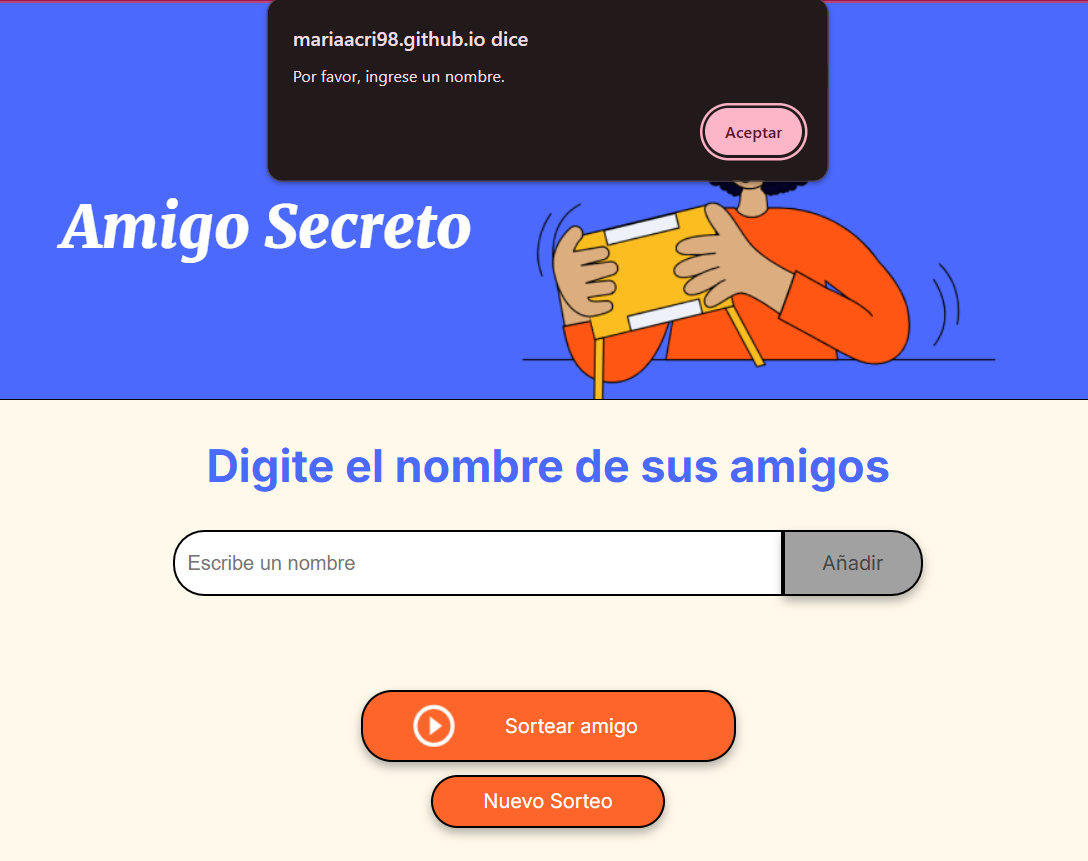 mariaacri98.github.io dice
Por favor, ingrese un nombre.
Aceptar
Amigo Secreto
Digite el nombre de sus amigos
Escribe un nombre
Añadir
Sortear amigo
Nuevo Sorteo